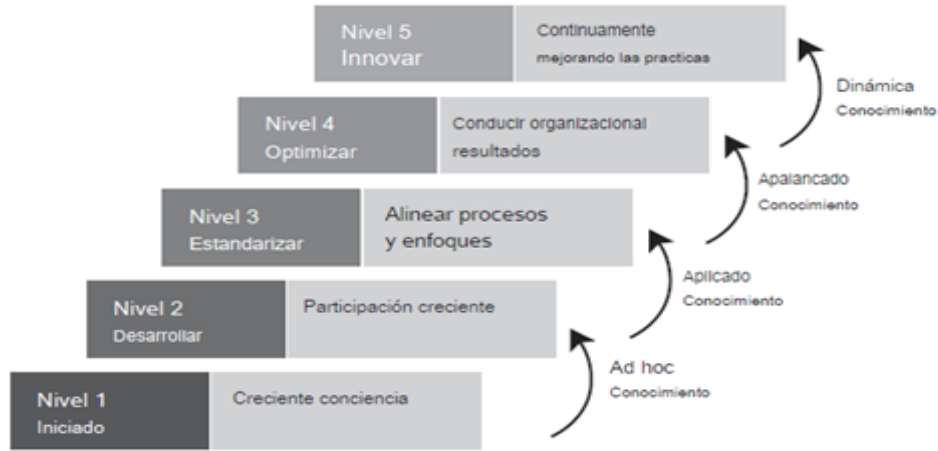 Nivel 5
Innovar
Continuamente
mejorando las practicas
Dinámica
Conocimiento
Nivel 4
Optimizar
Conducir organizacional
resultados
Apalancado
Conocimiento
Nivel 3
Estandarizar
Alinear procesos
y enfoques
Aplicado
Conocimiento
Nivel 2
Desarrollar
Participación creciente
Ad hoc
Conocimiento
Nivel 1
Iniciado
Creciente conciencia